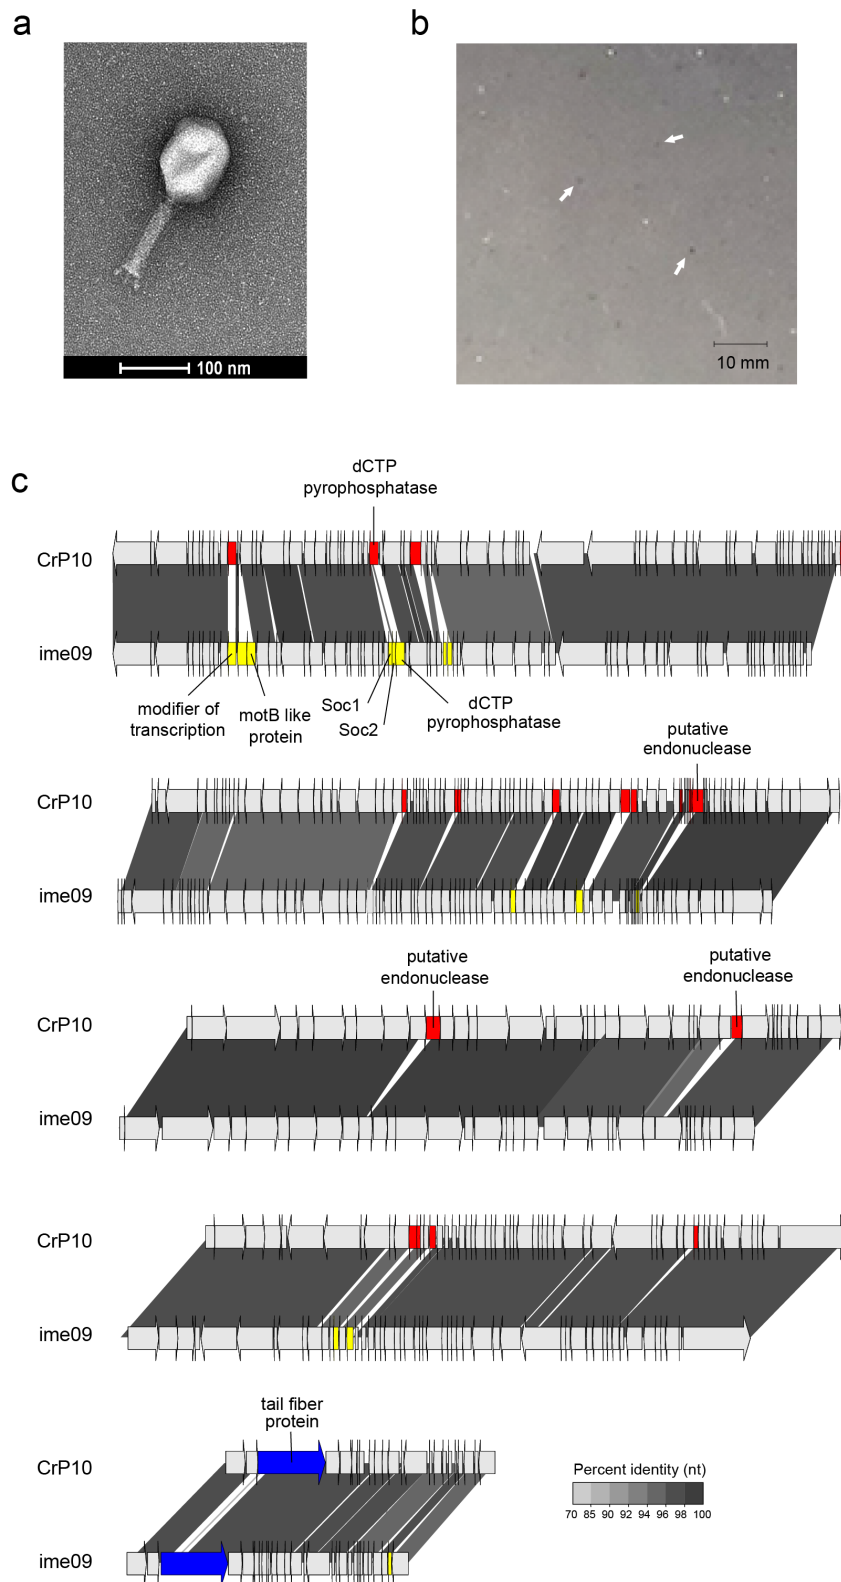 a
b
100 nm
10 mm
c
dCTP
pyrophosphatase
CrP10
ime09
modifier of
transcription
motB like
protein
Soc1
Soc2
dCTP
pyrophosphatase
putative
endonuclease
CrP10
ime09
putative
endonuclease
putative
endonuclease
CrP10
ime09
CrP10
ime09
tail fiber
protein
CrP10
ime09
Percent identity (nt)
70 85 90 92 94 96 98 100